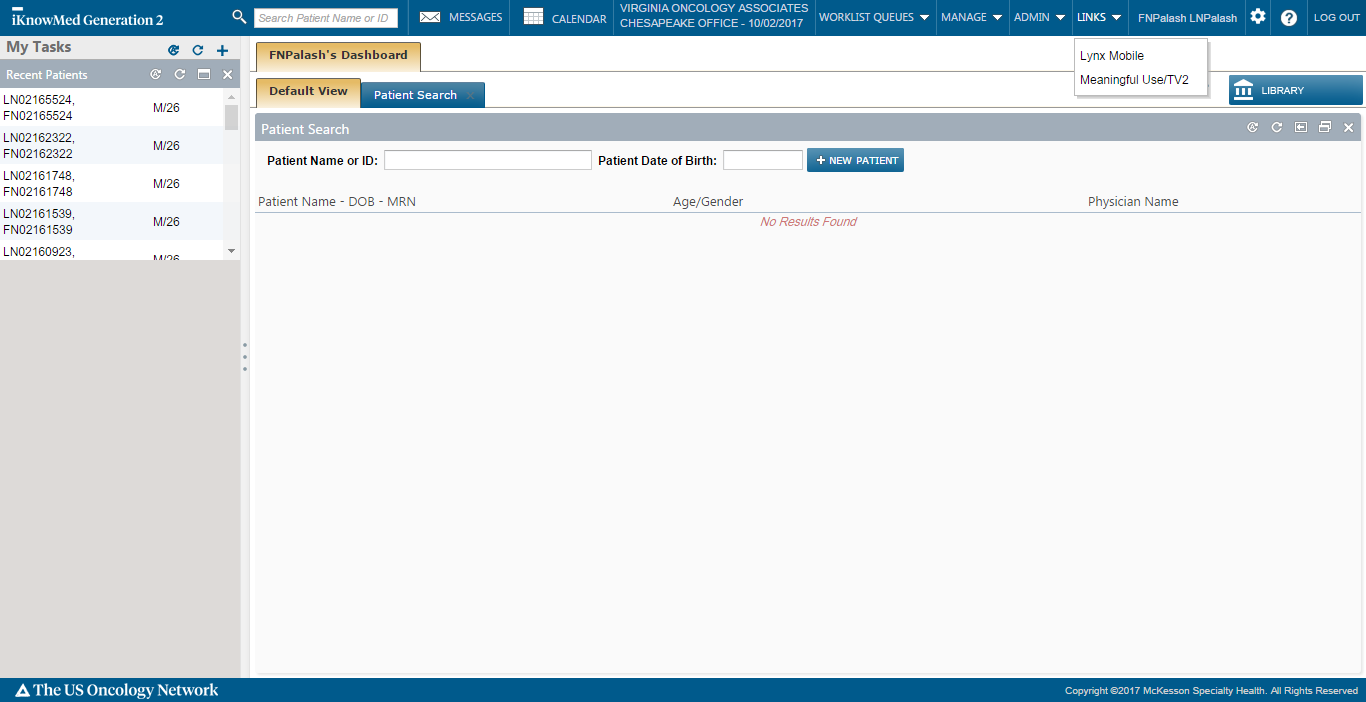 iKnowMed Generation 2
Search Patient Name or ID
MESSAGES
CALENDAR
VIRGINIA ONCOLOGY ASSOCIATES
CHESAPEAKE OFFICE - 10/02/2017
WORKLIST QUEUES
MANAGE
ADMIN
LINKS
FNPalash LNPalash
LOG OUT
Lynx Mobile
Meaningful Use/TV2
My Tasks
Recent Patients
LN02165524,
FN02165524
M/26
LN02162322,
FN02162322
M/26
LN02161748,
FN02161748
M/26
LN02161539,
FN02161539
M/26
LN02160923,
M/26
FNPalash's Dashboard
Default View
Patient Search
LIBRARY
Patient Search
Patient Name or ID:
Patient Date of Birth:
+ NEW PATIENT
Patient Name - DOB - MRN
Age/Gender
Physician Name
No Results Found
The US Oncology Network
Copyright ©2017 McKesson Specialty Health. All Rights Reserved